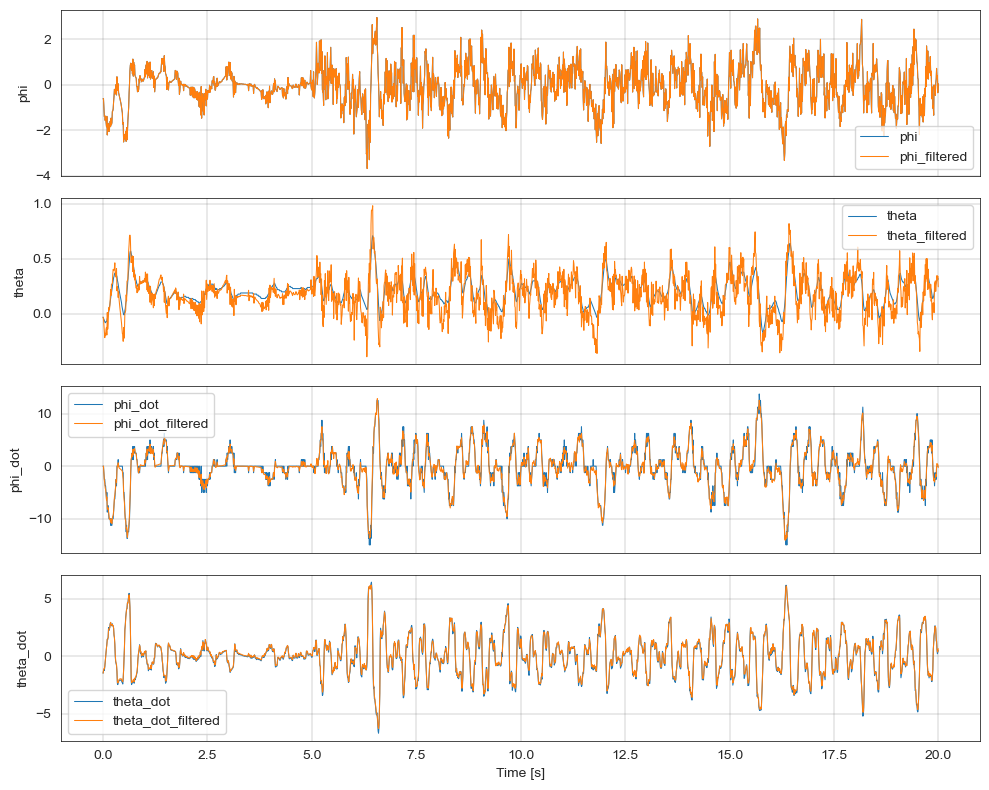 2
0
−2
−4
phi
phi
phi_filtered
1.0
0.5
0.0
theta
theta
theta_filtered
10
0
−10
phi_dot
phi_dot
phi_dot_filtered
5
0
−5
theta_dot
theta_dot
theta_dot_filtered
0.0 2.5 5.0 7.5 10.0 12.5 15.0 17.5 20.0
Time [s]